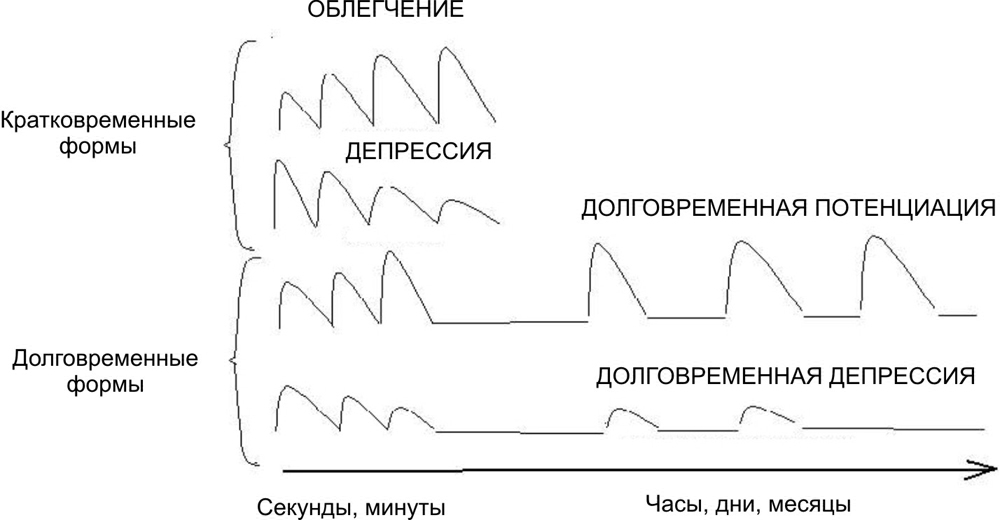 ОБЛЕГЧЕНИЕ
Кратковременные
формы
ДЕПРЕССИЯ
ДОЛГОВРЕМЕННАЯ ПОТЕНЦИАЦИЯ
Долговременные
формы
ДОЛГОВРЕМЕННАЯ ДЕПРЕССИЯ
Секунды, минуты
Часы, дни, месяцы